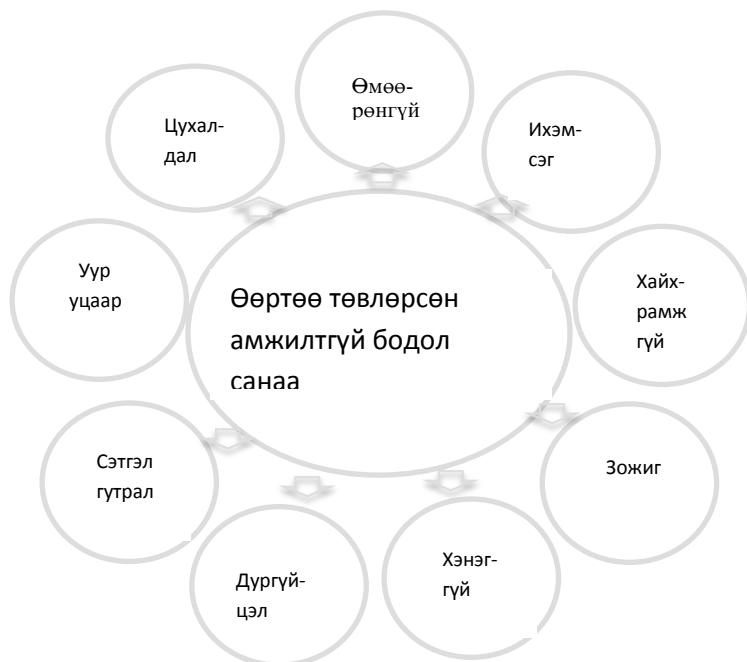 Өмөө-
рөнгүй
Ихэм-
сэг
Хайх-
рамж
гүй
Зожиг
Хэнэг-
гүй
Дургүй-
цэл
Сэтгэл
гутрал
Уур
уцаар
Цухал-
дал
Өөртөө төвлөрсөн
амжилтгүй бодол
санаа